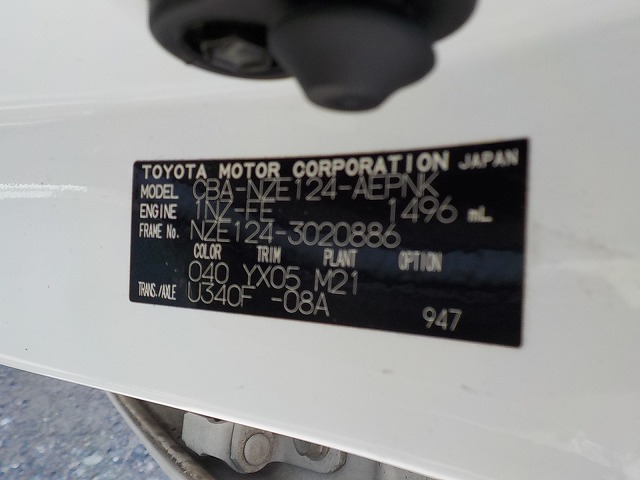 TOYOTA MOTOR CORPORATION JAPAN
MODEL CBA-NZE124-AEPNK
ENGINE 1NZ-FE 1496 mL
FRAME No. NZE124-3020886
COLOR TRIM PLANT OPTION
040 YX05 M21
TRANS./AXLE U340F -08A
947